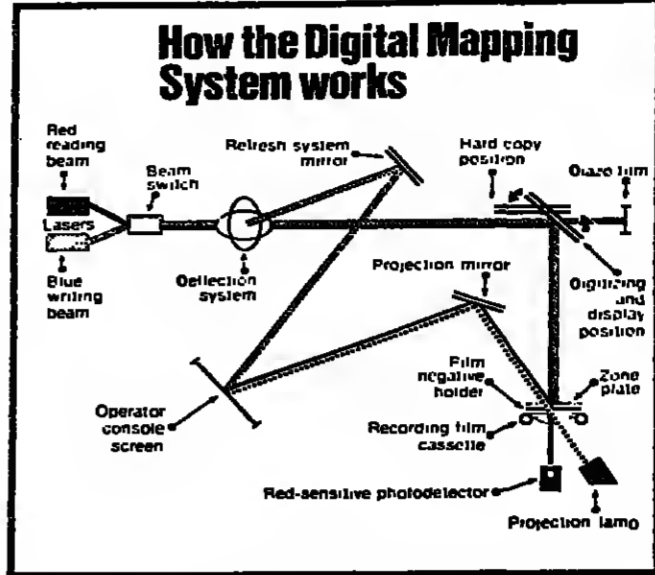 How the Digital Mapping
System works
Red
reading
beam
Beam
switch
Refresh system
mirror
Hard copy
position
Diazo film
Lasers
Blue
writing
beam
Deflection
system
Projection mirror
Digitizing
and
display
position
Operator
console
screen
Film
negative
holder
Zone
plate
Recording film
cassette
Red-sensitive photodetector
Projection lamp